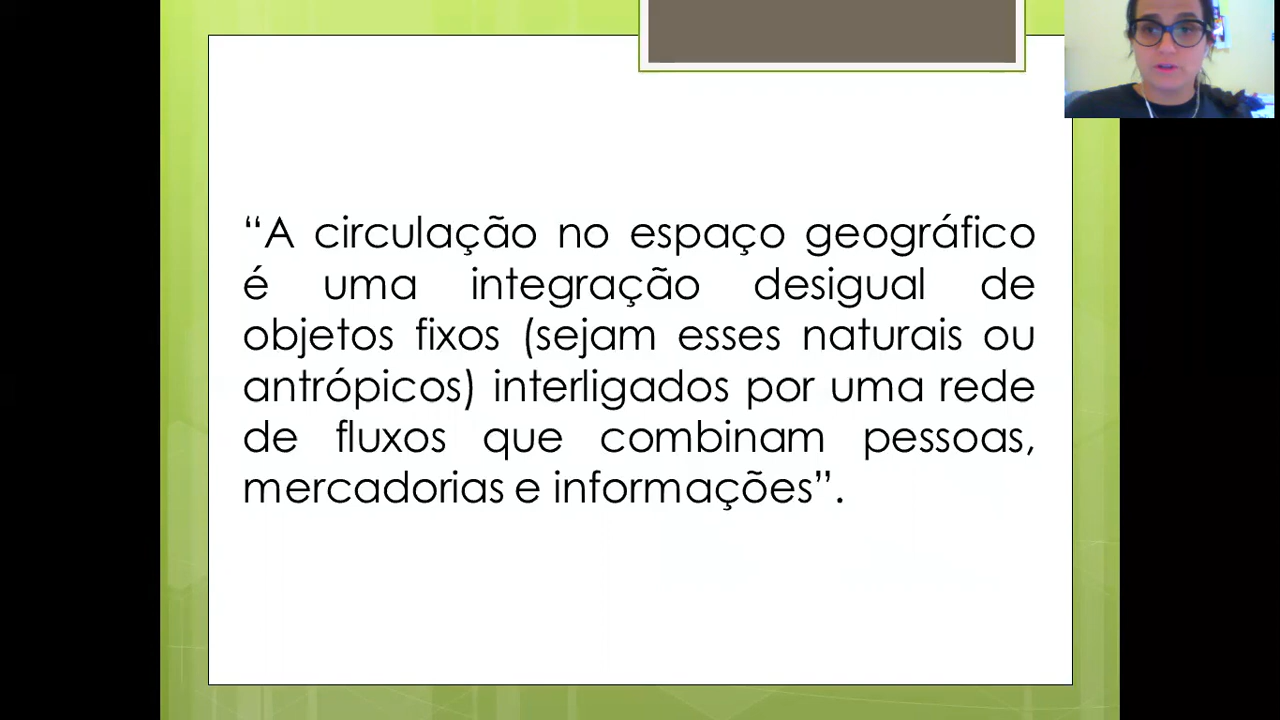 “A circulação no espaço geográfico
é uma integração desigual de
objetos fixos (sejam esses naturais ou
antrópicos) interligados por uma rede
de fluxos que combinam pessoas,
mercadorias e informações”.